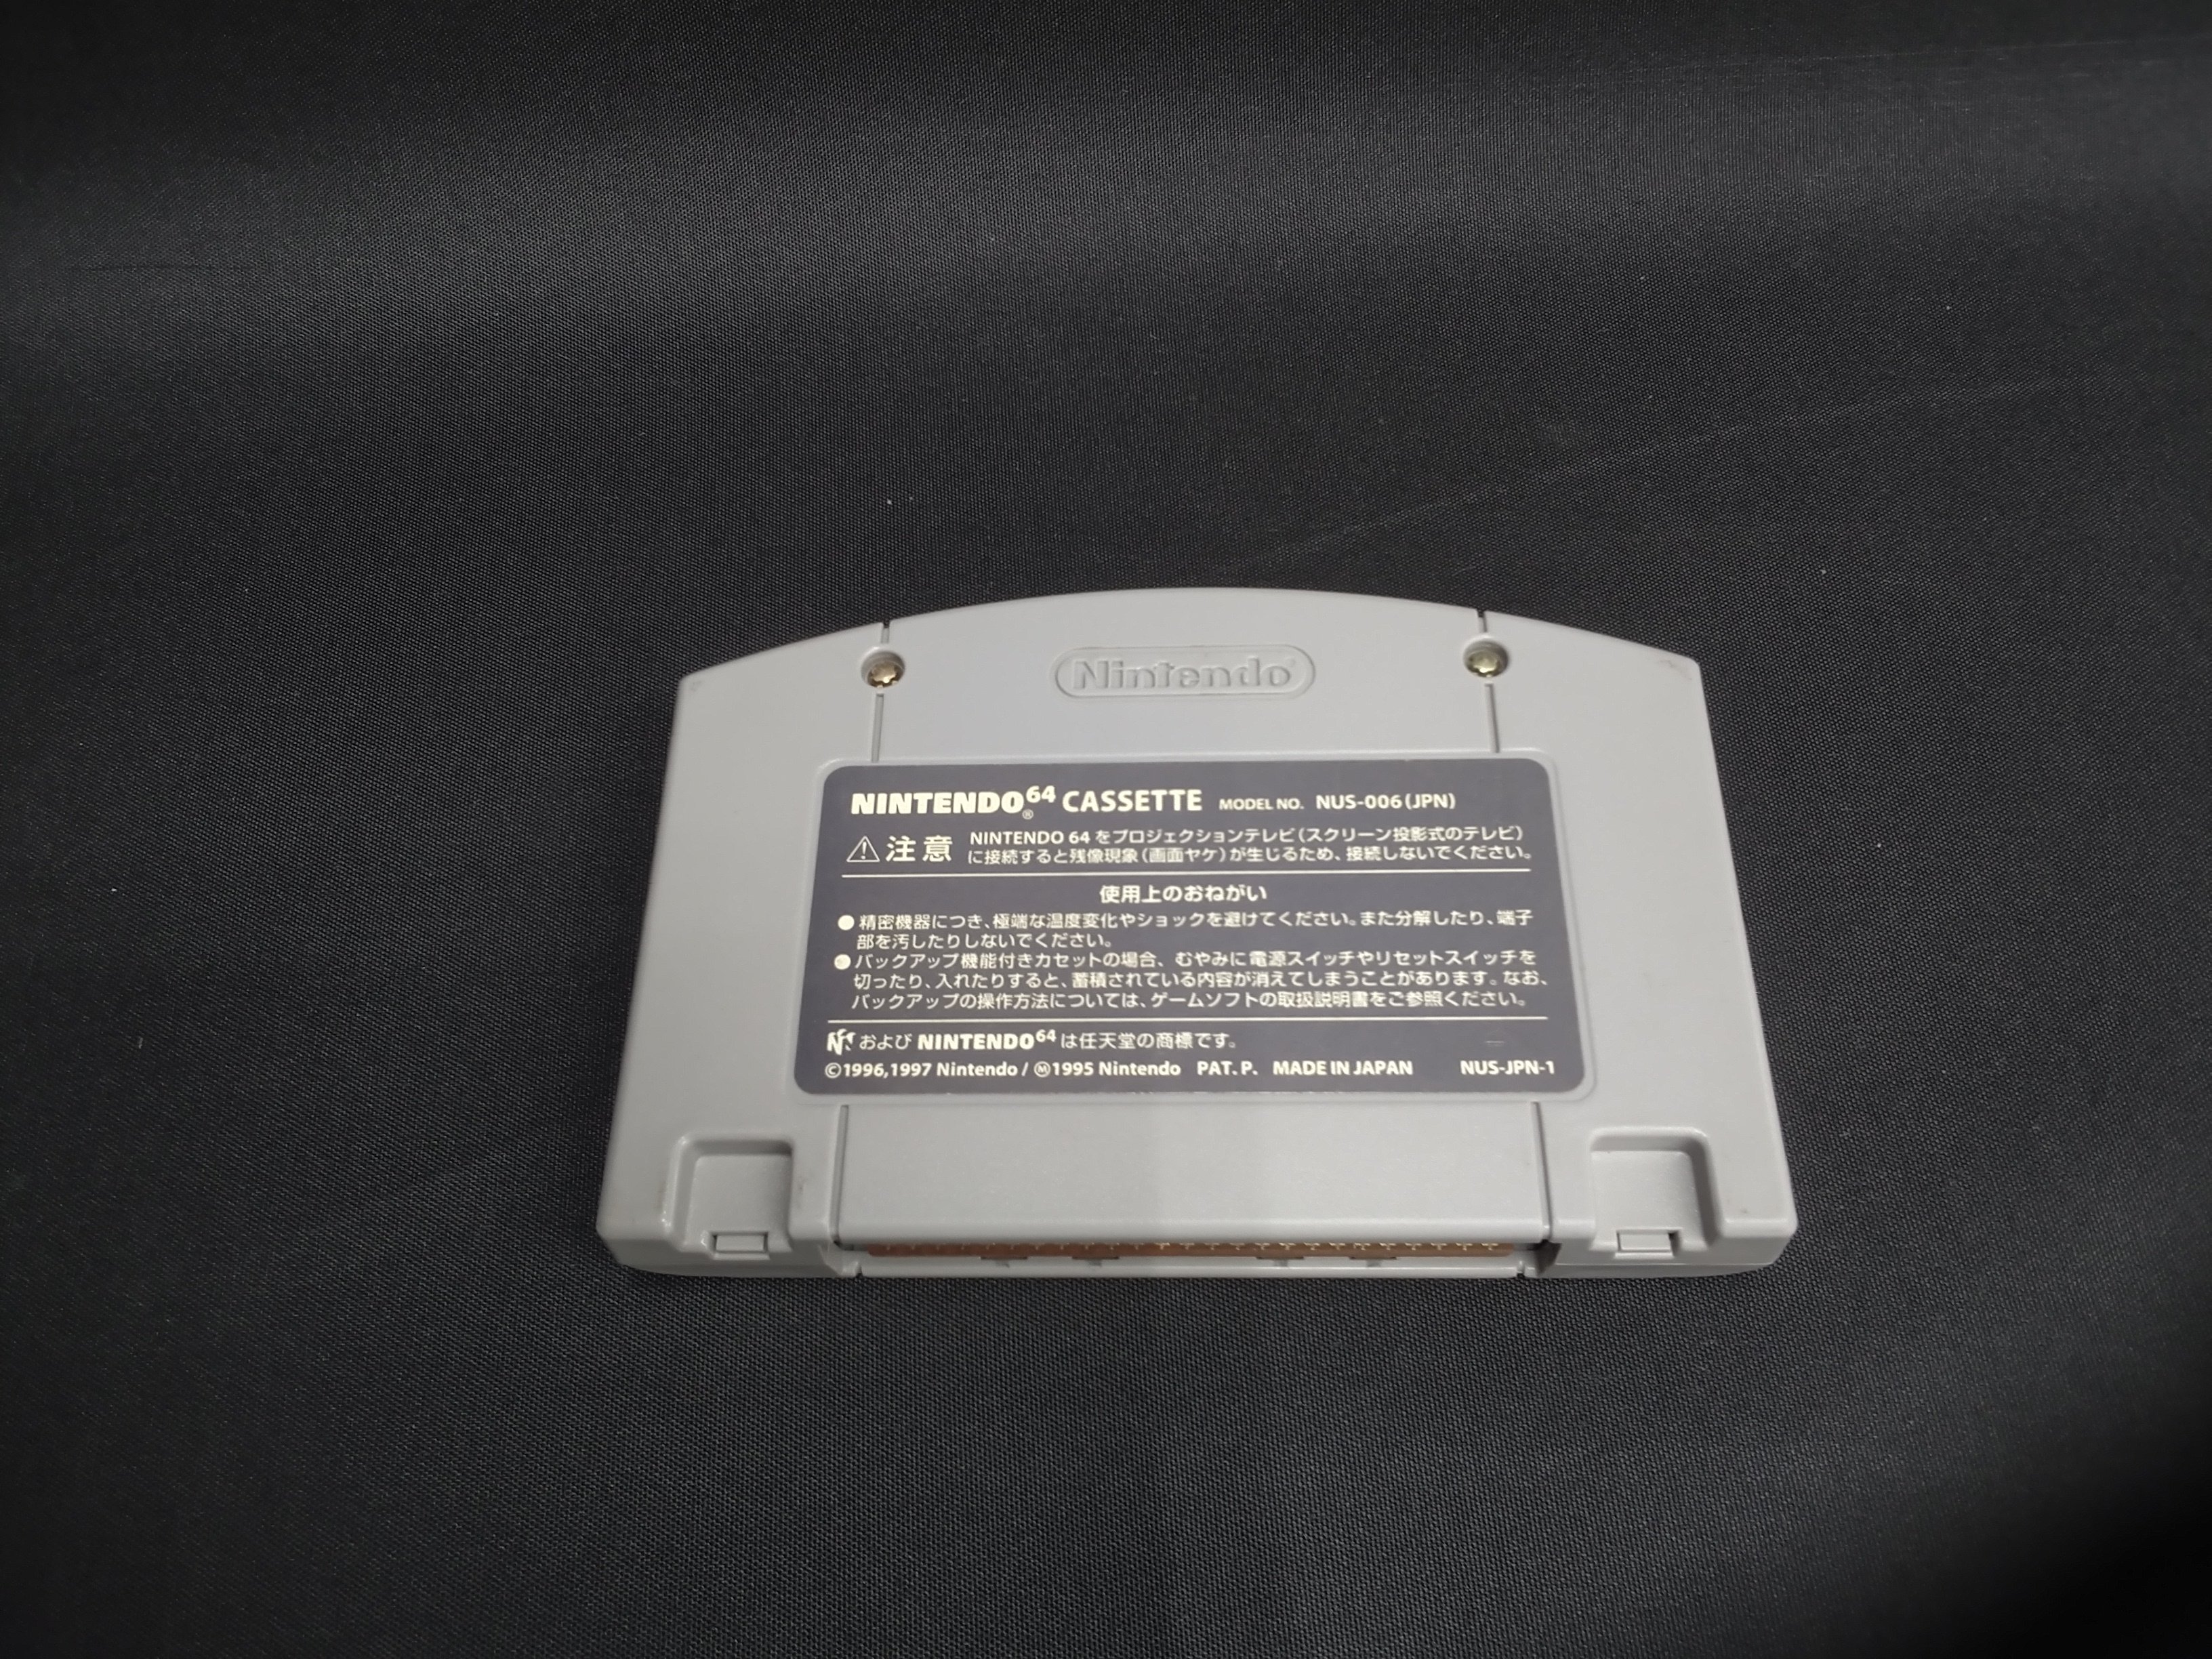 Nintendo
NINTENDO64® CASSETTE MODEL NO. NUS-006(JPN)
⚠注意 NINTENDO 64 をプロジェクションテレビ(スクリーン投影式のテレビ)
に接続すると残像現象(画面ヤケ)が生じるため、接続しないでください。
使用上のおねがい
●精密機器につき、極端な温度変化やショックを避けてください。また分解したり、端子
部を汚したりしないでください。
●バックアップ機能付きカセットの場合、むやみに電源スイッチやリセットスイッチを
切ったり、入れたりすると、蓄積されている内容が消えてしまうことがあります。なお、
バックアップの操作方法については、ゲームソフトの取扱説明書をご参照ください。
および NINTENDO64 は任天堂の商標です。
©1996,1997 Nintendo / Ⓜ1995 Nintendo PAT. P. MADE IN JAPAN NUS-JPN-1